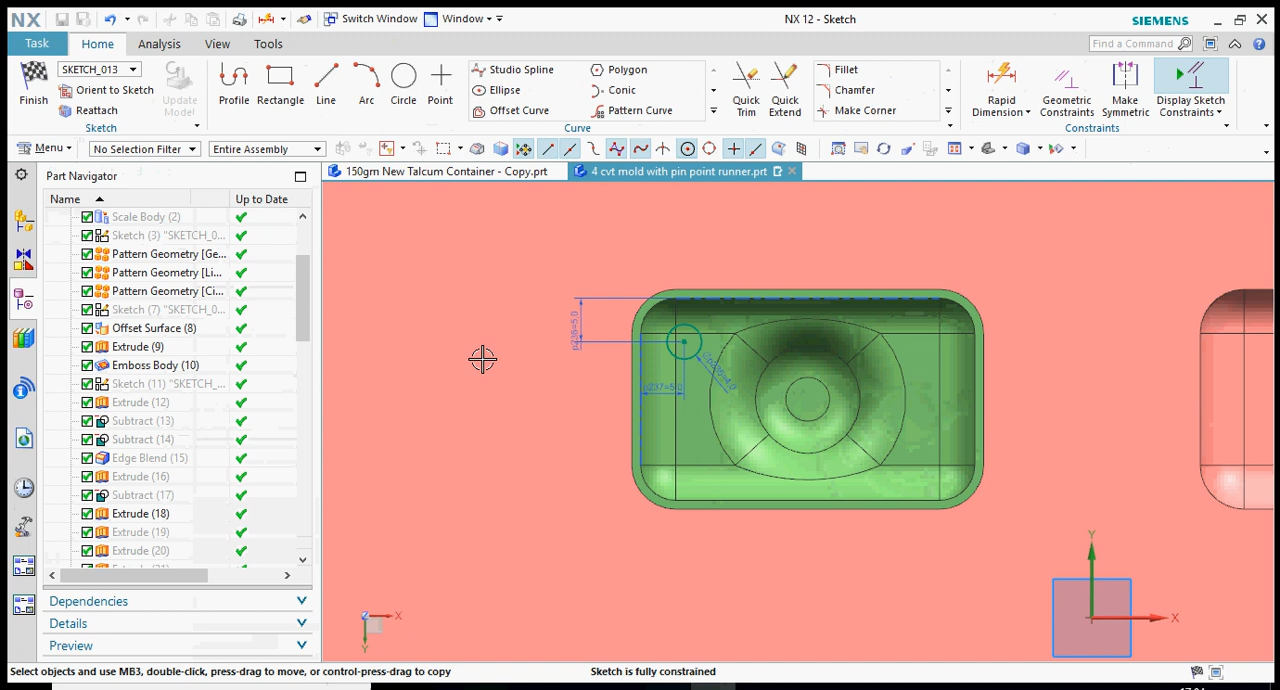 NX
Switch Window
Window
NX 12 - Sketch
SIEMENS
Task
Home
Analysis
View
Tools
Find a Command
Finish
SKETCH_013
Orient to Sketch
Reattach
Update
Model
Sketch
Profile
Rectangle
Line
Arc
Circle
Point
Studio Spline
Ellipse
Offset Curve
Polygon
Conic
Pattern Curve
Quick
Trim
Quick
Extend
Fillet
Chamfer
Make Corner
Curve
Rapid
Dimension
Geometric
Constraints
Make
Symmetric
Display Sketch
Constraints
Constraints
Menu
No Selection Filter
Entire Assembly
Part Navigator
150gm New Talcum Container - Copy.prt
4 cvt mold with pin point runner.prt
Name
Up to Date
Scale Body (2)
Sketch (3) "SKETCH_0...
Pattern Geometry [Ge...
Pattern Geometry [Li...
Pattern Geometry [Ci...
Sketch (7) "SKETCH_0...
Offset Surface (8)
Extrude (9)
Emboss Body (10)
Sketch (11) "SKETCH_...
Extrude (12)
Subtract (13)
Subtract (14)
Edge Blend (15)
Extrude (16)
Subtract (17)
Extrude (18)
Extrude (19)
Extrude (20)
Dependencies
Details
Preview
p236=5.0
p237=5.0
Y
X
X
Y
Select objects and use MB3, double-click, press-drag to move, or control-press-drag to copy
Sketch is fully constrained